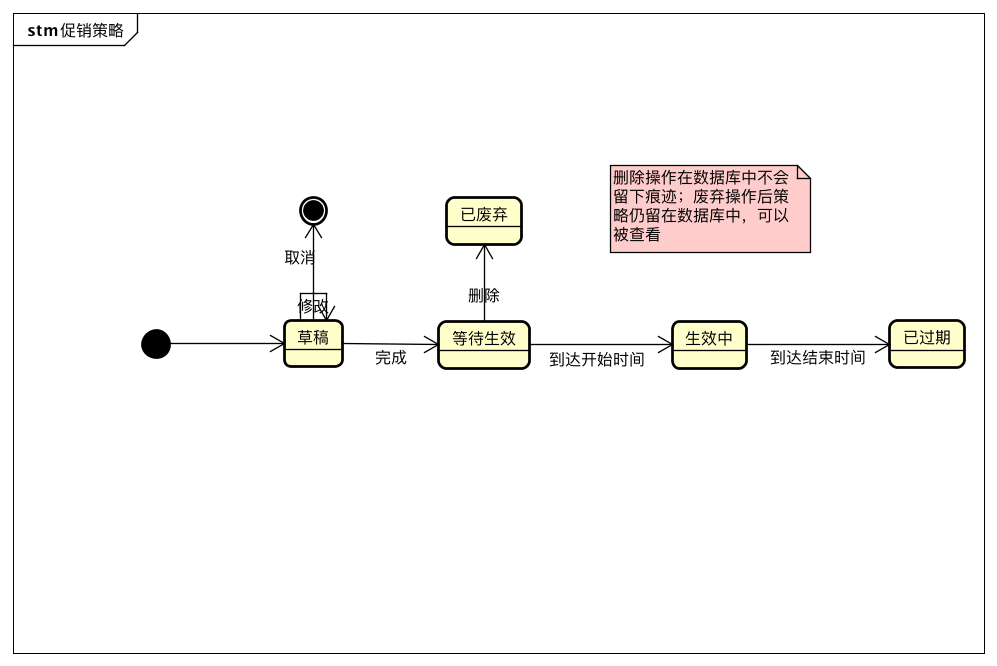 stm 促销策略
删除操作在数据库中不会
留下痕迹；废弃操作后策
略仍留在数据库中，可以
被查看
已废弃
取消
删除
修改
草稿
完成
等待生效
到达开始时间
生效中
到达结束时间
已过期